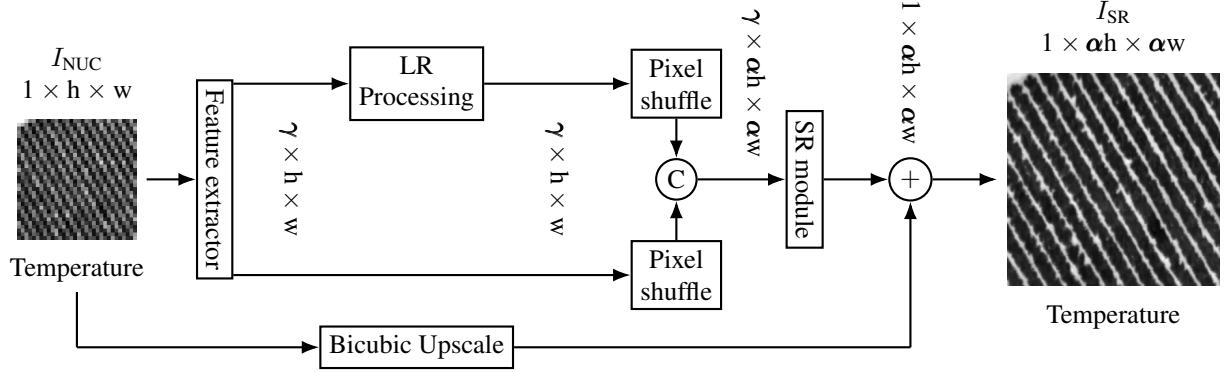 I_NUC
1 × h × w
Temperature
Feature extractor
γ × h × w
LR
Processing
γ × h × w
Pixel
shuffle
C
Pixel
shuffle
γ × αh × αw
SR module
1 × αh × αw
+
Bicubic Upscale
I_SR
1 × αh × αw
Temperature